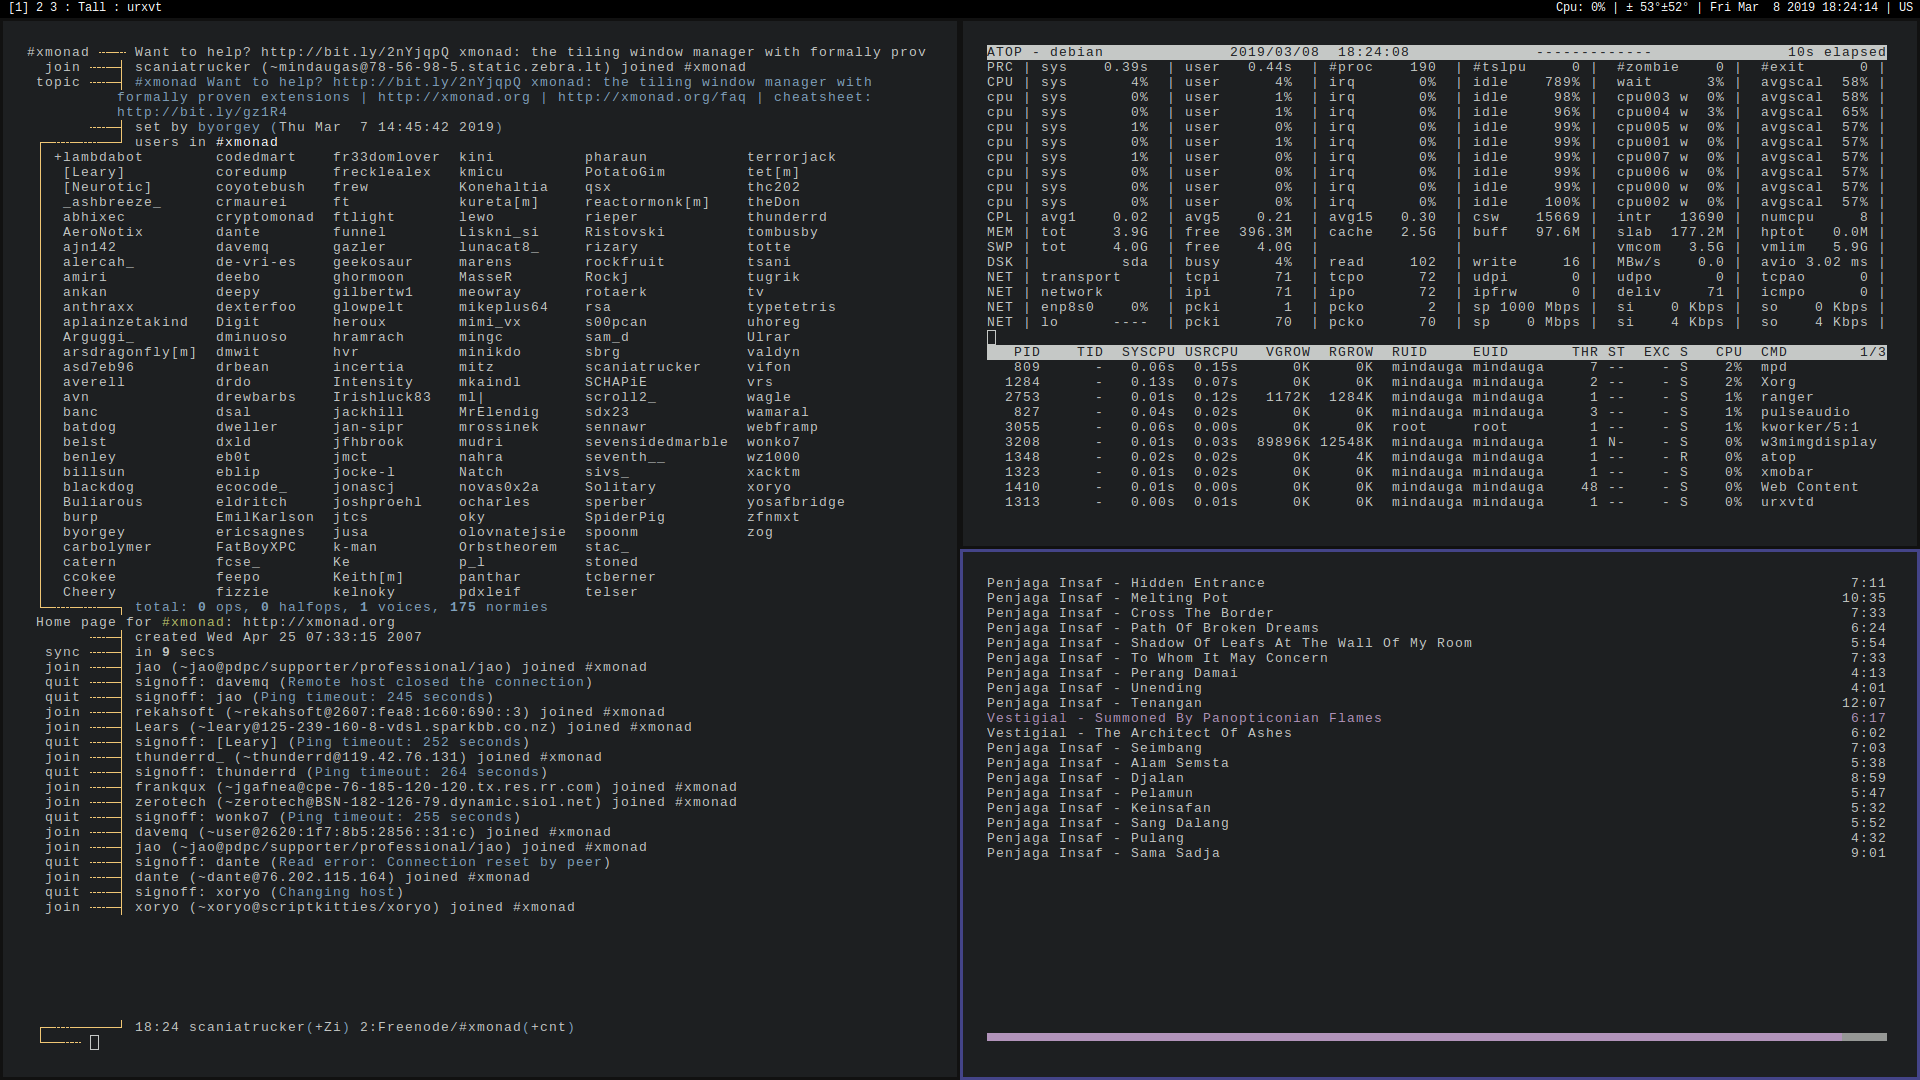 [1] 2 3 : Tall : urxvt
Cpu: 0% | ± 53°±52° | Fri Mar  8 2019 18:24:14 | US
#xmonad Want to help? http://bit.ly/2nYjqpQ xmonad: the tiling window manager with formally prov
join scaniatrucker (~mindaugas@78-56-98-5.static.zebra.lt) joined #xmonad
topic #xmonad Want to help? http://bit.ly/2nYjqpQ xmonad: the tiling window manager with
formally proven extensions | http://xmonad.org | http://xmonad.org/faq | cheatsheet:
http://bit.ly/gz1R4
set by byorgey (Thu Mar  7 14:45:42 2019)
users in #xmonad
+lambdabot codedmart fr33domlover kini pharaun terrorjack
[Leary] coredump frecklealex kmicu PotatoGim tet[m]
[Neurotic] coyotebush frew Konehaltia qsx thc202
_ashbreeze_ crmaurei ft kureta[m] reactormonk[m] theDon
abhixec cryptomonad ftlight lewo rieper thunderrd
AeroNotix dante funnel Liskni_si Ristovski tombusby
ajn142 davemq gazler lunacat8_ rizary totte
alercah_ de-vri-es geekosaur marens rockfruit tsani
amiri deebo ghormoon MasseR Rockj tugrik
ankan deepy gilbertw1 meowray rotaerk tv
anthraxx dexterfoo glowpelt mikeplus64 rsa typetetris
aplainzetakind Digit heroux mimi_vx s00pcan uhoreg
Arguggi_ dminuoso hramrach mingc sam_d Ulrar
arsdragonfly[m] dmwit hvr minikdo sbrg valdyn
asd7eb96 drbean incertia mitz scaniatrucker vifon
averell drdo Intensity mkaindl SCHAPiE vrs
avn drewbarbs Irishluck83 ml| scroll2_ wagle
banc dsal jackhill MrElendig sdx23 wamaral
batdog dweller jan-sipr mrossinek sennawr webframp
belst dxld jfhbrook mudri sevensidedmarble wonko7
benley eb0t jmct nahra seventh__ wz1000
billsun eblip jocke-l Natch sivs_ xacktm
blackdog ecocode_ jonascj novas0x2a Solitary xoryo
Buliarous eldritch joshproehl ocharles sperber yosafbridge
burp EmilKarlson jtcs oky SpiderPig zfnmxt
byorgey ericsagnes jusa olovnatejsie spoonm zog
carbolymer FatBoyXPC k-man Orbstheorem stac_
catern fcse_ Ke p_l stoned
ccokee feepo Keith[m] panthar tcberner
Cheery fizzie kelnoky pdxleif telser
total: 0 ops, 0 halfops, 1 voices, 175 normies
Home page for #xmonad: http://xmonad.org
created Wed Apr 25 07:33:15 2007
sync in 9 secs
join jao (~jao@pdpc/supporter/professional/jao) joined #xmonad
quit signoff: davemq (Remote host closed the connection)
quit signoff: jao (Ping timeout: 245 seconds)
join rekahsoft (~rekahsoft@2607:fea8:1c60:690::3) joined #xmonad
join Lears (~leary@125-239-160-8-vdsl.sparkbb.co.nz) joined #xmonad
quit signoff: [Leary] (Ping timeout: 252 seconds)
join thunderrd_ (~thunderrd@119.42.76.131) joined #xmonad
quit signoff: thunderrd (Ping timeout: 264 seconds)
join frankqux (~jgafnea@cpe-76-185-120-120.tx.res.rr.com) joined #xmonad
join zerotech (~zerotech@BSN-182-126-79.dynamic.siol.net) joined #xmonad
quit signoff: wonko7 (Ping timeout: 255 seconds)
join davemq (~user@2620:1f7:8b5:2856::31:c) joined #xmonad
join jao (~jao@pdpc/supporter/professional/jao) joined #xmonad
quit signoff: dante (Read error: Connection reset by peer)
join dante (~dante@76.202.115.164) joined #xmonad
quit signoff: xoryo (Changing host)
join xoryo (~xoryo@scriptkitties/xoryo) joined #xmonad
18:24 scaniatrucker(+Zi) 2:Freenode/#xmonad(+cnt)
ATOP - debian 2019/03/08  18:24:08 ------------- 10s elapsed
PRC | sys 0.39s | user 0.44s | #proc 190 | #tslpu 0 | #zombie 0 | #exit 0 |
CPU | sys 4% | user 4% | irq 0% | idle 789% | wait 3% | avgscal 58% |
cpu | sys 0% | user 1% | irq 0% | idle 98% | cpu003 w 0% | avgscal 58% |
cpu | sys 0% | user 1% | irq 0% | idle 96% | cpu004 w 3% | avgscal 65% |
cpu | sys 1% | user 0% | irq 0% | idle 99% | cpu005 w 0% | avgscal 57% |
cpu | sys 0% | user 1% | irq 0% | idle 99% | cpu001 w 0% | avgscal 57% |
cpu | sys 1% | user 0% | irq 0% | idle 99% | cpu007 w 0% | avgscal 57% |
cpu | sys 0% | user 0% | irq 0% | idle 99% | cpu006 w 0% | avgscal 57% |
cpu | sys 0% | user 0% | irq 0% | idle 99% | cpu000 w 0% | avgscal 57% |
cpu | sys 0% | user 0% | irq 0% | idle 100% | cpu002 w 0% | avgscal 57% |
CPL | avg1 0.02 | avg5 0.21 | avg15 0.30 | csw 15669 | intr 13690 | numcpu 8 |
MEM | tot 3.9G | free 396.3M | cache 2.5G | buff 97.6M | slab 177.2M | hptot 0.0M |
SWP | tot 4.0G | free 4.0G | | | vmcom 3.5G | vmlim 5.9G |
DSK | sda | busy 4% | read 102 | write 16 | MBw/s 0.0 | avio 3.02 ms |
NET | transport | tcpi 71 | tcpo 72 | udpi 0 | udpo 0 | tcpao 0 |
NET | network | ipi 71 | ipo 72 | ipfrw 0 | deliv 71 | icmpo 0 |
NET | enp8s0 0% | pcki 1 | pcko 2 | sp 1000 Mbps | si 0 Kbps | so 0 Kbps |
NET | lo ---- | pcki 70 | pcko 70 | sp 0 Mbps | si 4 Kbps | so 4 Kbps |
PID TID SYSCPU USRCPU VGROW RGROW RUID EUID THR ST EXC S CPU CMD 1/3
809 - 0.06s 0.15s 0K 0K mindauga mindauga 7 -- - S 2% mpd
1284 - 0.13s 0.07s 0K 0K mindauga mindauga 2 -- - S 2% Xorg
2753 - 0.01s 0.12s 1172K 1284K mindauga mindauga 1 -- - S 1% ranger
827 - 0.04s 0.02s 0K 0K mindauga mindauga 3 -- - S 1% pulseaudio
3055 - 0.06s 0.00s 0K 0K root root 1 -- - S 1% kworker/5:1
3208 - 0.01s 0.03s 89896K 12548K mindauga mindauga 1 N- - S 0% w3mimgdisplay
1348 - 0.02s 0.02s 0K 4K mindauga mindauga 1 -- - R 0% atop
1323 - 0.01s 0.02s 0K 0K mindauga mindauga 1 -- - S 0% xmobar
1410 - 0.01s 0.00s 0K 0K mindauga mindauga 48 -- - S 0% Web Content
1313 - 0.00s 0.01s 0K 0K mindauga mindauga 1 -- - S 0% urxvtd
Penjaga Insaf - Hidden Entrance 7:11
Penjaga Insaf - Melting Pot 10:35
Penjaga Insaf - Cross The Border 7:33
Penjaga Insaf - Path Of Broken Dreams 6:24
Penjaga Insaf - Shadow Of Leafs At The Wall Of My Room 5:54
Penjaga Insaf - To Whom It May Concern 7:33
Penjaga Insaf - Perang Damai 4:13
Penjaga Insaf - Unending 4:01
Penjaga Insaf - Tenangan 12:07
Vestigial - Summoned By Panopticonian Flames 6:17
Vestigial - The Architect Of Ashes 6:02
Penjaga Insaf - Seimbang 7:03
Penjaga Insaf - Alam Semsta 5:38
Penjaga Insaf - Djalan 8:59
Penjaga Insaf - Pelamun 5:47
Penjaga Insaf - Keinsafan 5:32
Penjaga Insaf - Sang Dalang 5:52
Penjaga Insaf - Pulang 4:32
Penjaga Insaf - Sama Sadja 9:01